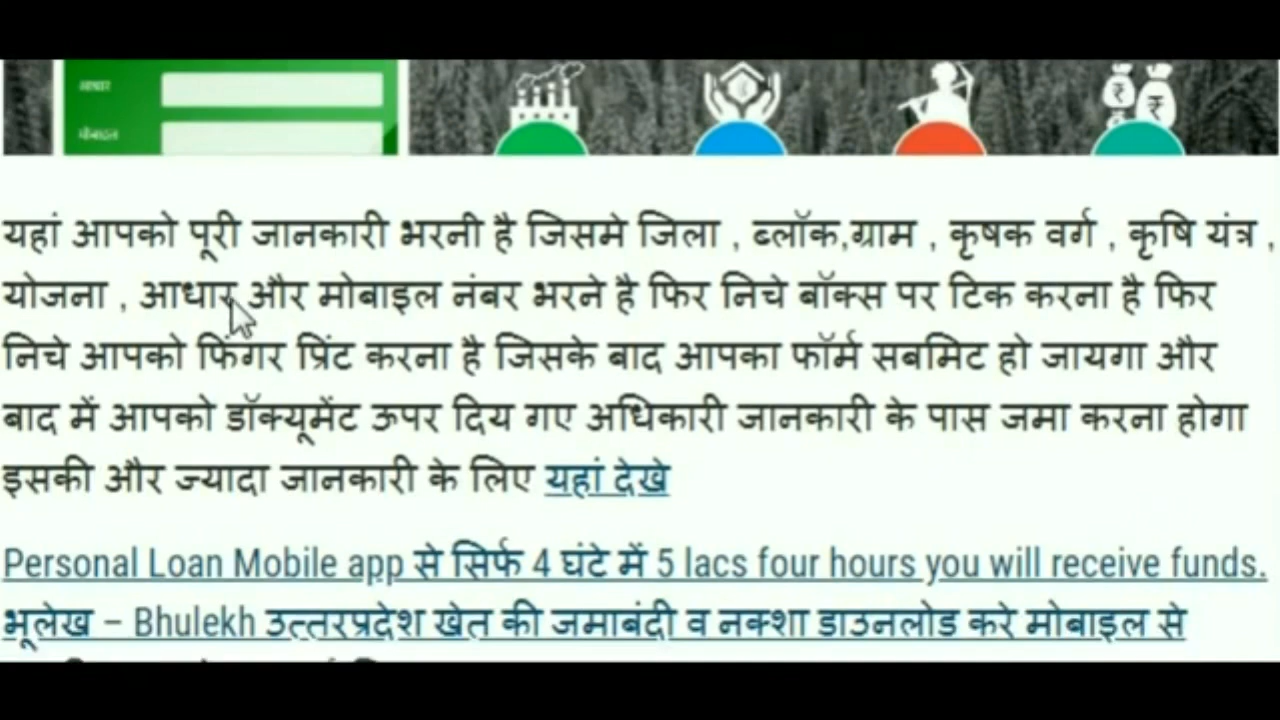 आधार
मोबाइल
यहां आपको पूरी जानकारी भरनी है जिसमे जिला , ब्लॉक,ग्राम , कृषक वर्ग , कृषि यंत्र ,
योजना , आधार और मोबाइल नंबर भरने है फिर निचे बॉक्स पर टिक करना है फिर
निचे आपको फिंगर प्रिंट करना है जिसके बाद आपका फॉर्म सबमिट हो जायगा और
बाद में आपको डॉक्यूमेंट ऊपर दिय गए अधिकारी जानकारी के पास जमा करना होगा
इसकी और ज्यादा जानकारी के लिए यहां देखे
Personal Loan Mobile app से सिर्फ 4 घंटे में 5 lacs four hours you will receive funds.
भूलेख – Bhulekh उत्तरप्रदेश खेत की जमाबंदी व नक्शा डाउनलोड करे मोबाइल से